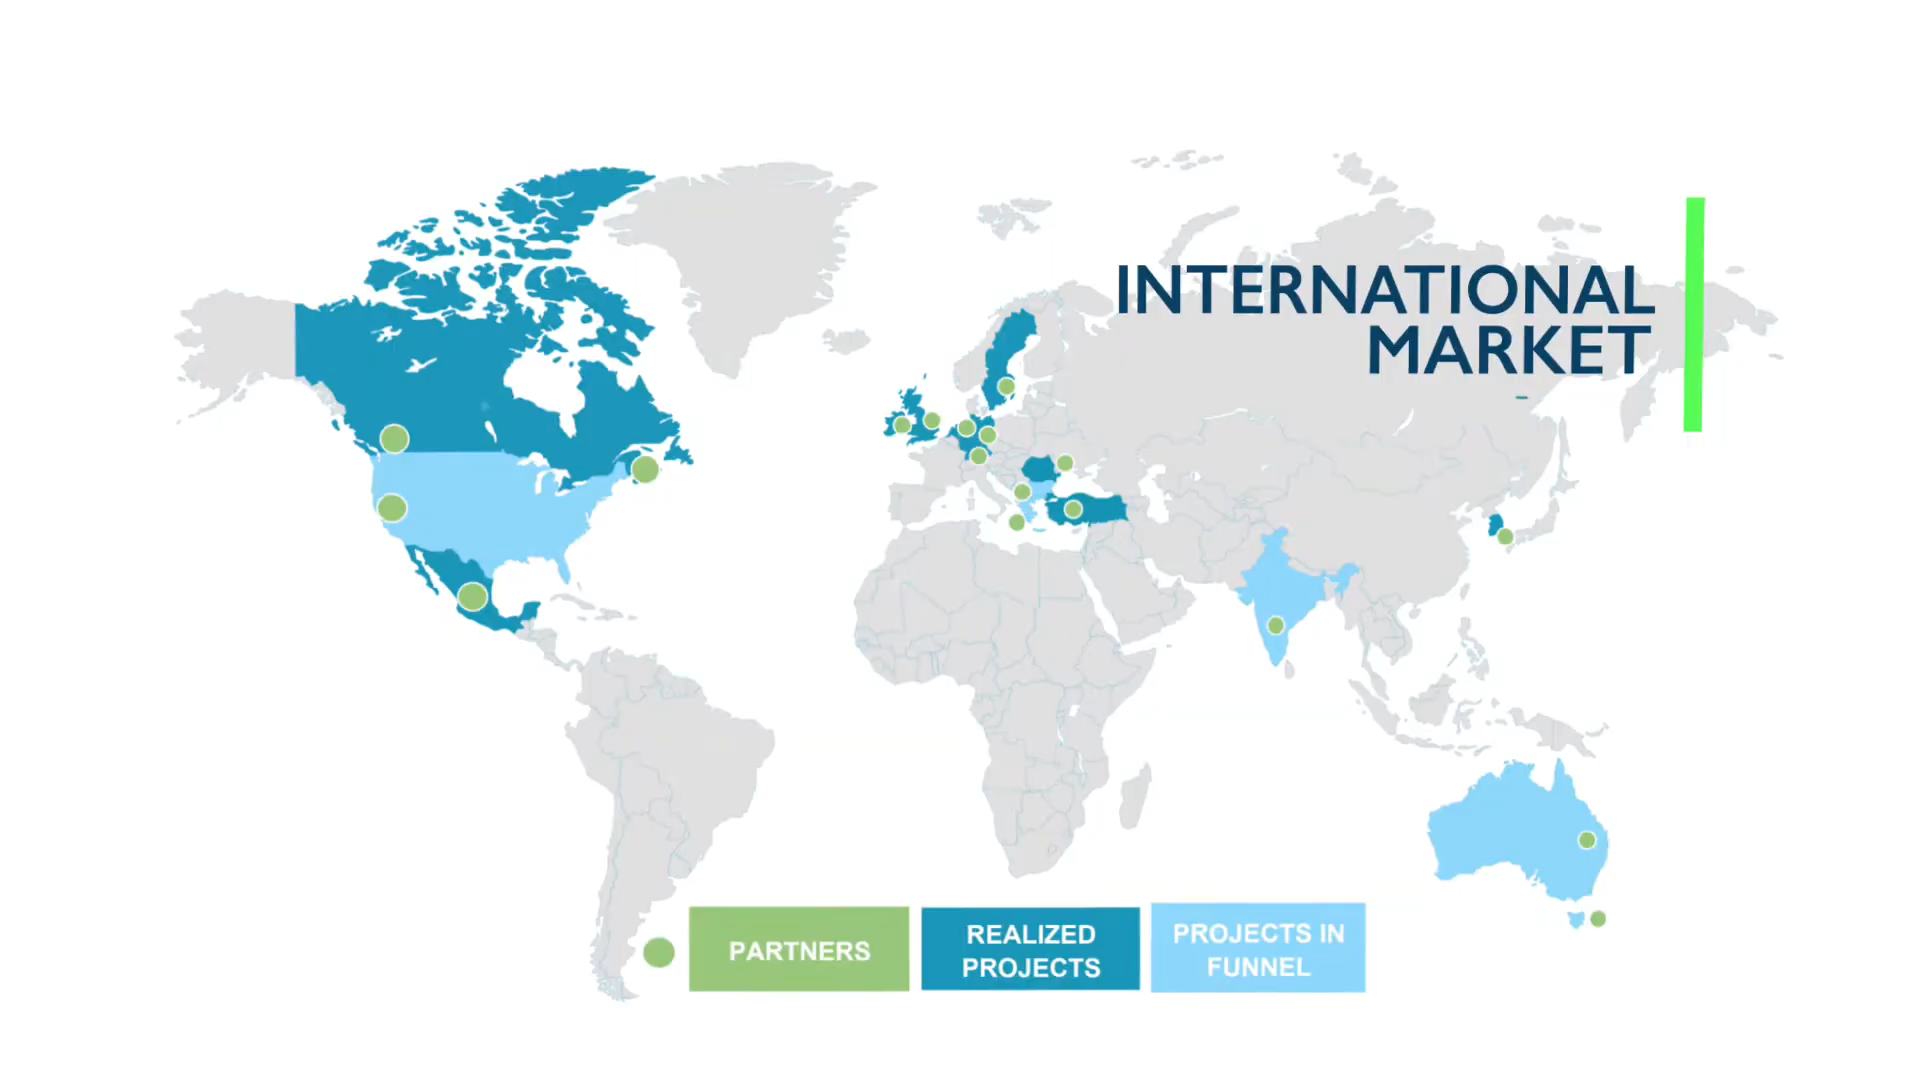 INTERNATIONAL
MARKET
PARTNERS
REALIZED
PROJECTS
PROJECTS IN
FUNNEL